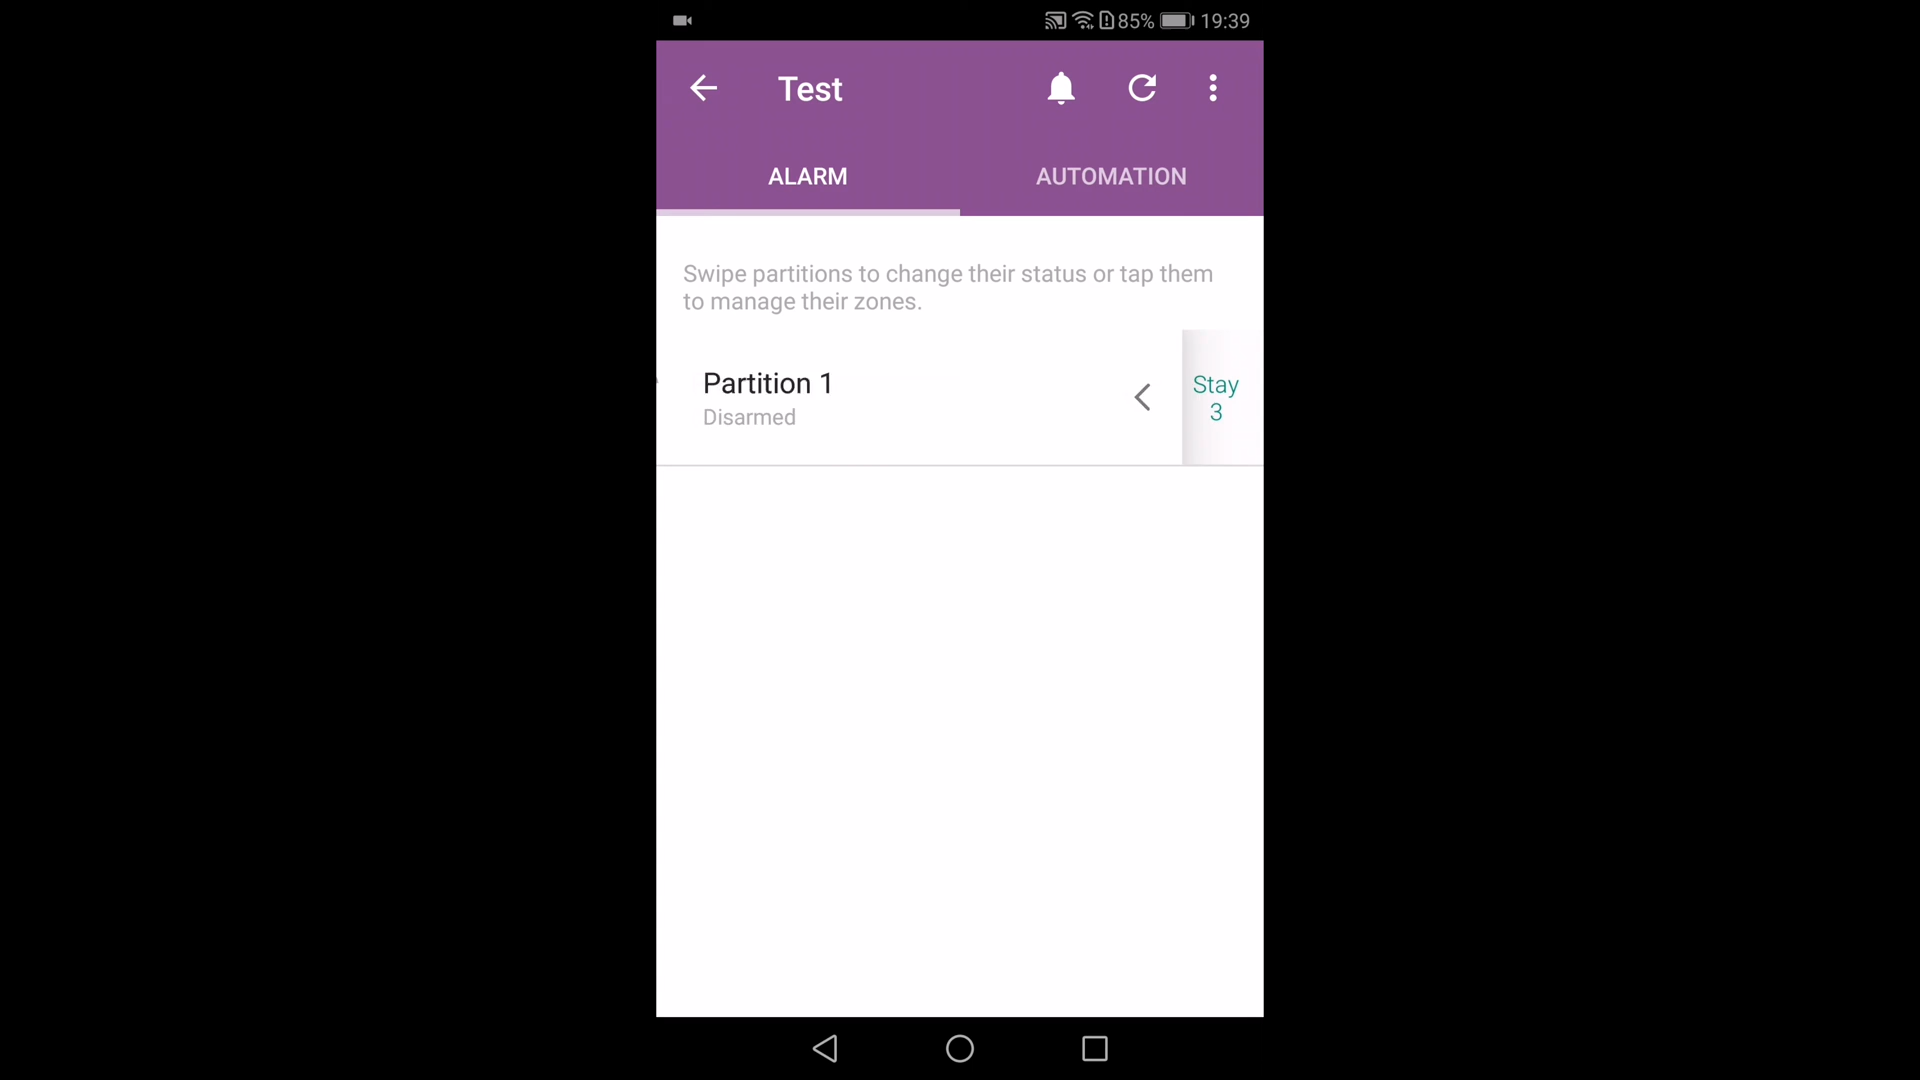 85% 19:39
Test
ALARM AUTOMATION
Swipe partitions to change their status or tap them
to manage their zones.
Partition 1
Disarmed
Stay
3